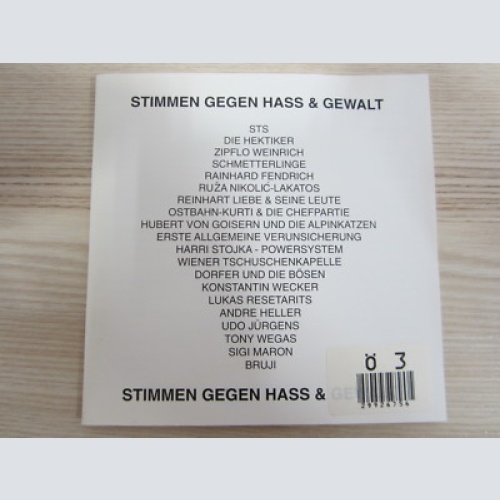 STIMMEN GEGEN HASS & GEWALT
STS
DIE HEKTIKER
ZIPFLO WEINRICH
SCHMETTERLINGE
RAINHARD FENDRICH
RUŽA NIKOLIĆ-LAKATOS
REINHART LIEBE & SEINE LEUTE
OSTBAHN-KURTI & DIE CHEFPARTIE
HUBERT VON GOISERN UND DIE ALPINKATZEN
ERSTE ALLGEMEINE VERUNSICHERUNG
HARRI STOJKA - POWERSYSTEM
WIENER TSCHUSCHENKAPELLE
DORFER UND DIE BÖSEN
KONSTANTIN WECKER
LUKAS RESETARITS
ANDRE HELLER
UDO JÜRGENS
TONY WEGAS
SIGI MARON
BRUJI
Ö 3
STIMMEN GEGEN HASS &